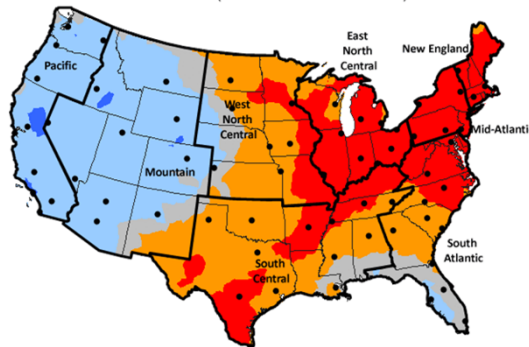 East
North
Central
New England
Pacific
West
North
Central
Mid-Atlanti
Mountain
South
Central
South
Atlantic